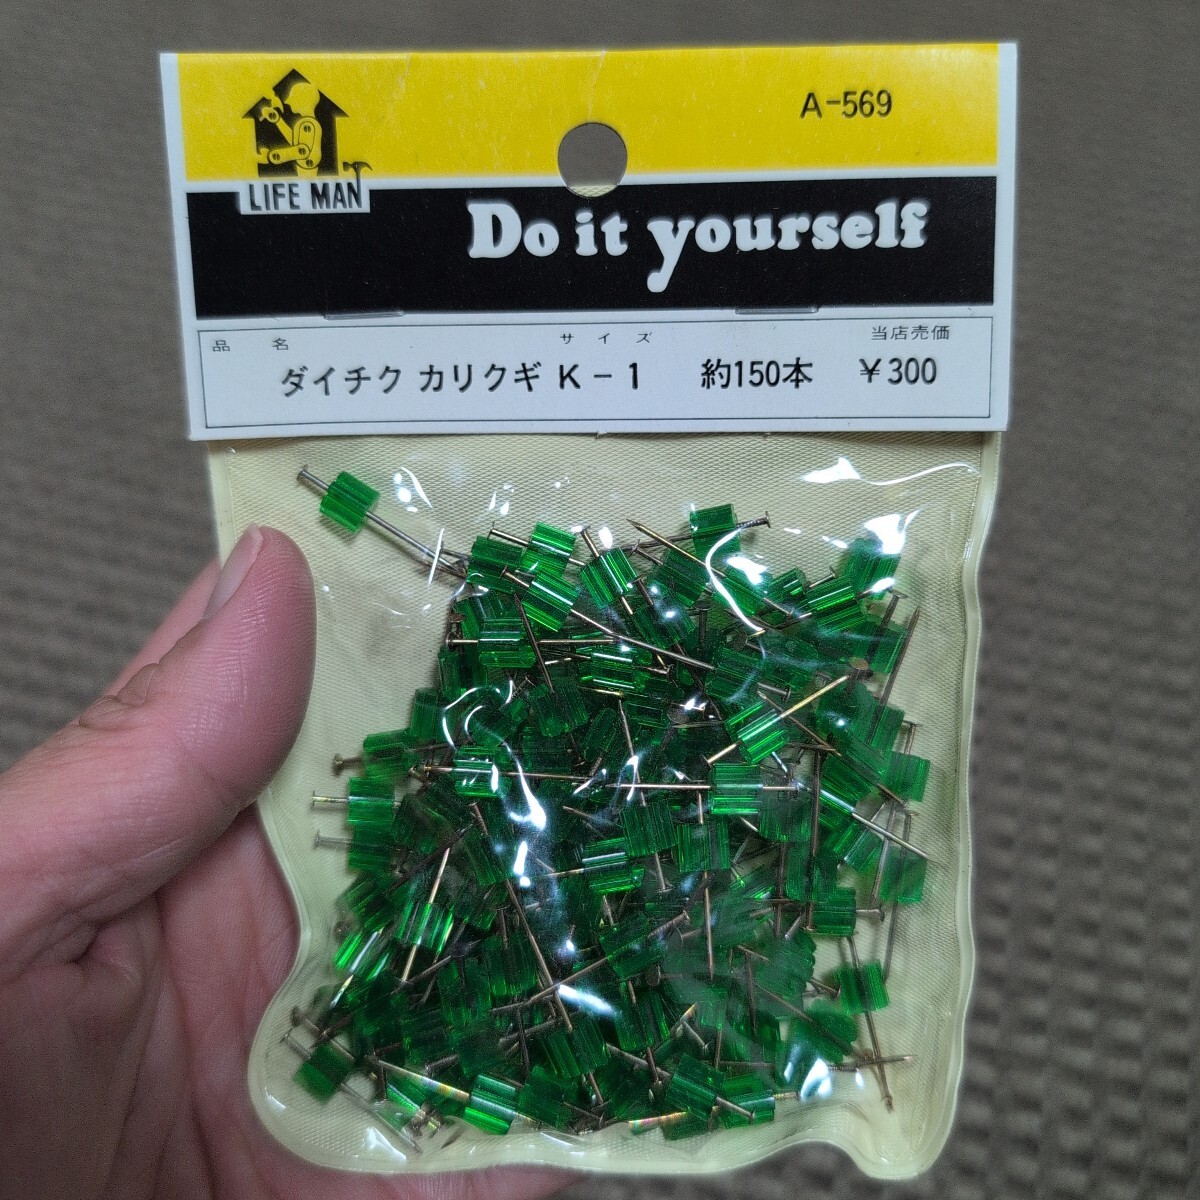 A-569
LIFE MAN
Do it yourself
品名 サイズ 当店売価
ダイチク カリクギ K-1 約150本 ¥300